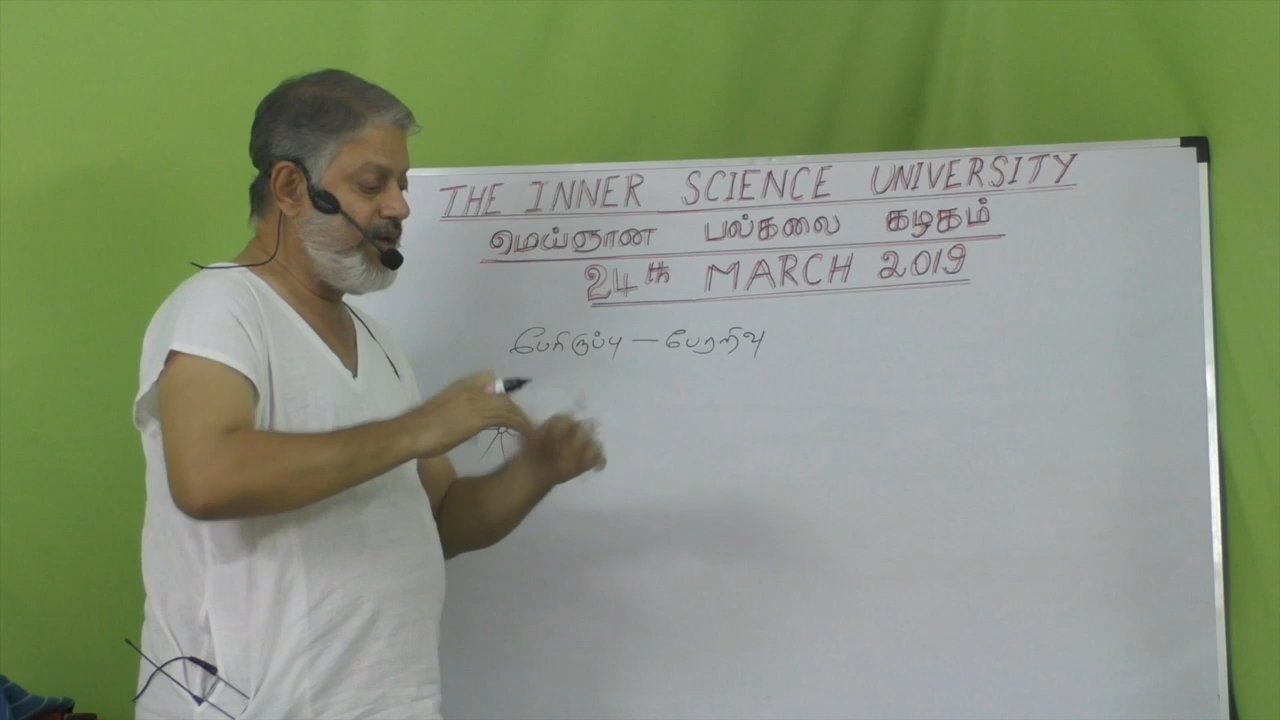 THE INNER SCIENCE UNIVERSITY
மெய்ஞான பல்கலை கழகம்
24th MARCH 2019
பேரிருப்பு — பேரறிவு